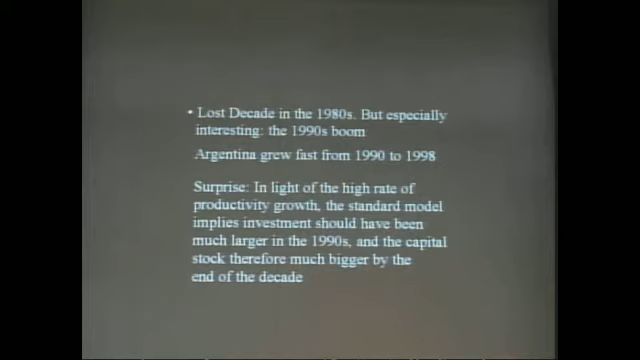 • Lost Decade in the 1980s. But especially
interesting: the 1990s boom
Argentina grew fast from 1990 to 1998
Surprise: In light of the high rate of
productivity growth, the standard model
implies investment should have been
much larger in the 1990s, and the capital
stock therefore much bigger by the
end of the decade